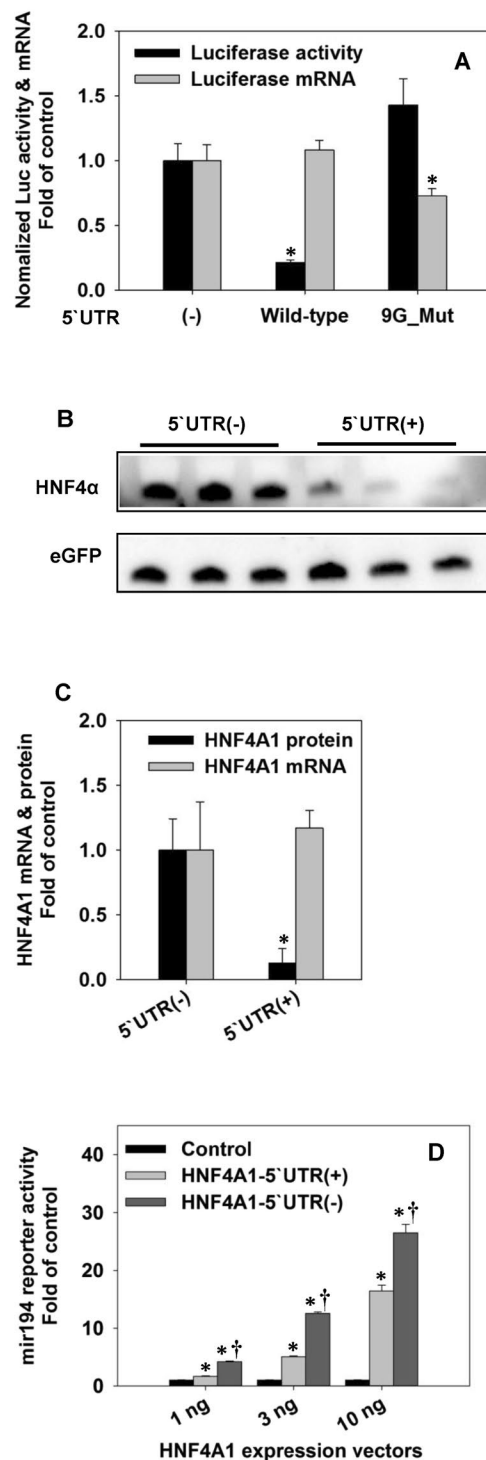 Nomalized Luc activity & mRNA
Fold of control
2.0
1.5
1.0
0.5
0.0
Luciferase activity
Luciferase mRNA
A
*
*
5`UTR
(-)
Wild-type
9G_Mut
B
5`UTR(-)
5`UTR(+)
HNF4α
eGFP
C
HNF4A1 mRNA & protein
Fold of control
2.0
1.5
1.0
0.5
0.0
HNF4A1 protein
HNF4A1 mRNA
*
5`UTR(-)
5`UTR(+)
D
mir194 reporter activity
Fold of control
40
30
20
10
0
Control
HNF4A1-5`UTR(+)
HNF4A1-5`UTR(-)
*
*†
*
*†
*
*†
1 ng
3 ng
10 ng
HNF4A1 expression vectors